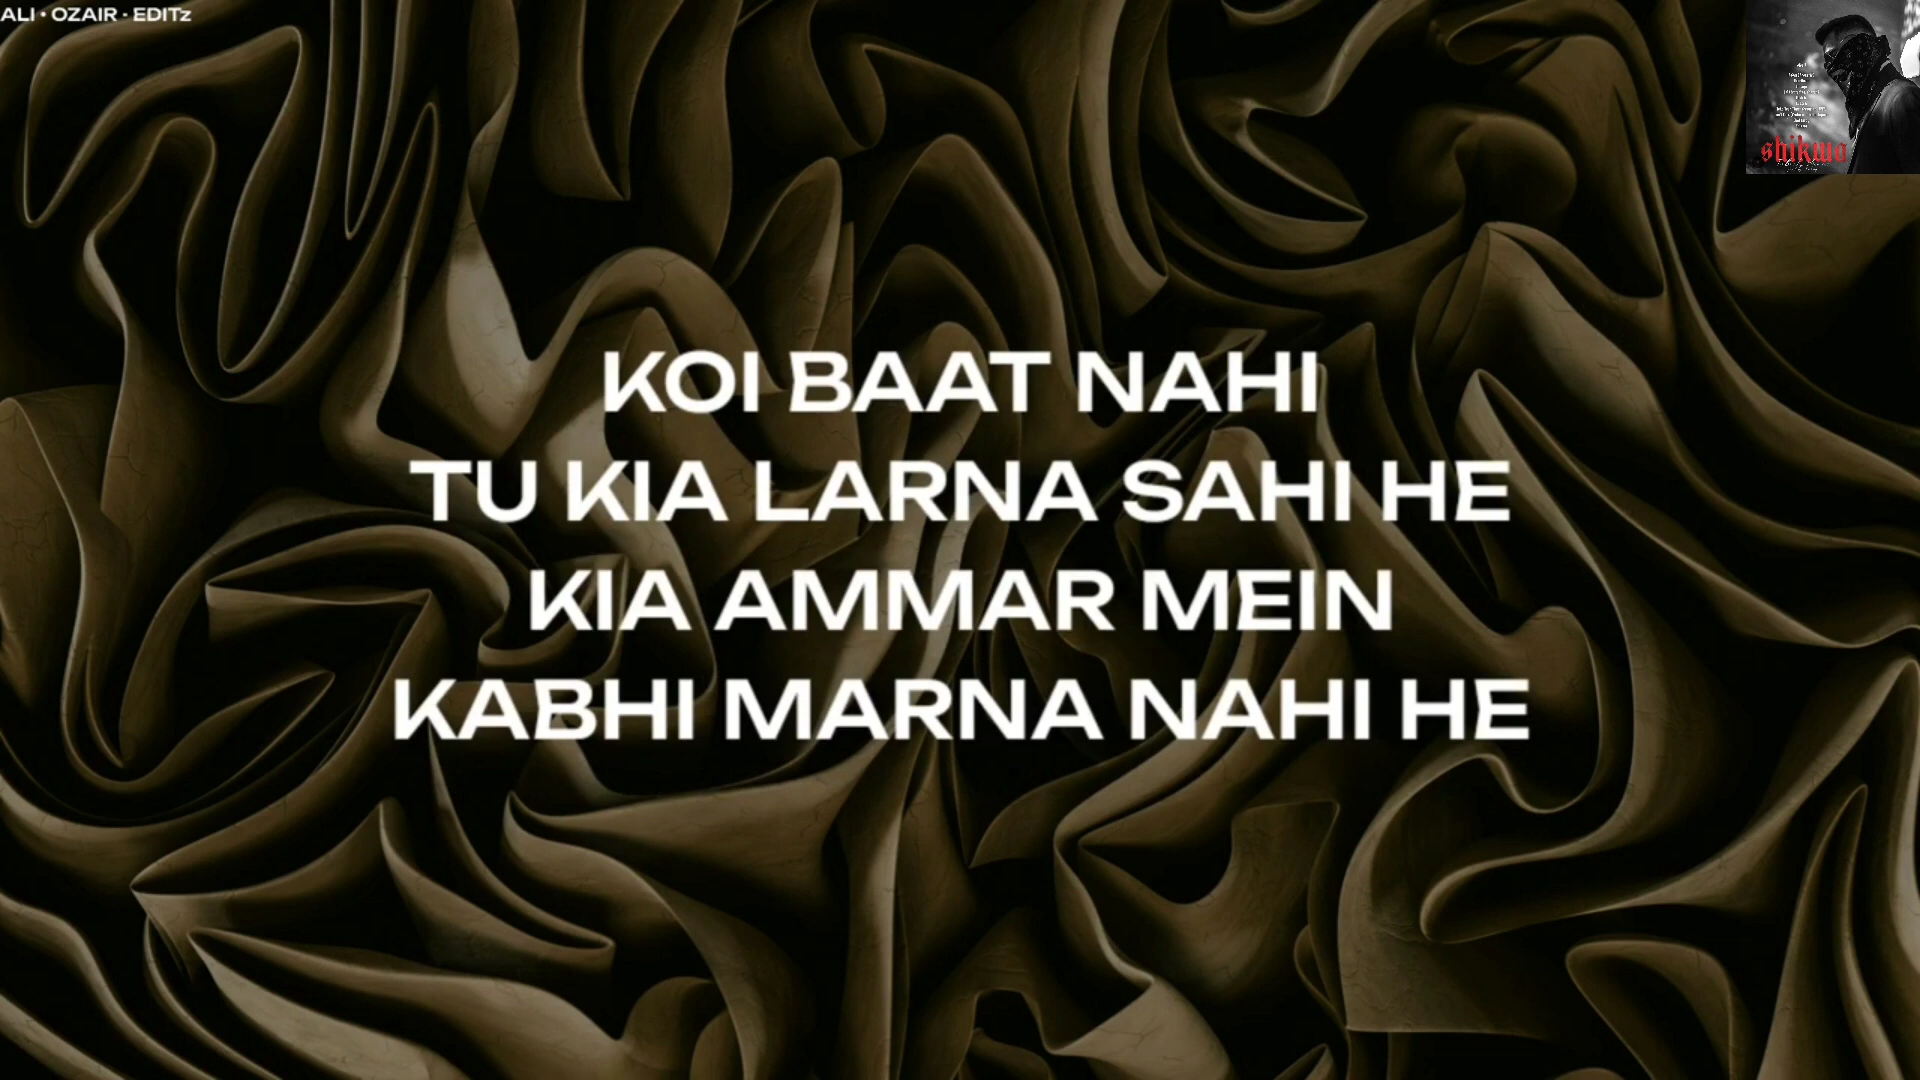 ALI • OZAIR • EDITz
shikwa
KOI BAAT NAHI
TU KIA LARNA SAHI HE
KIA AMMAR MEIN
KABHI MARNA NAHI HE